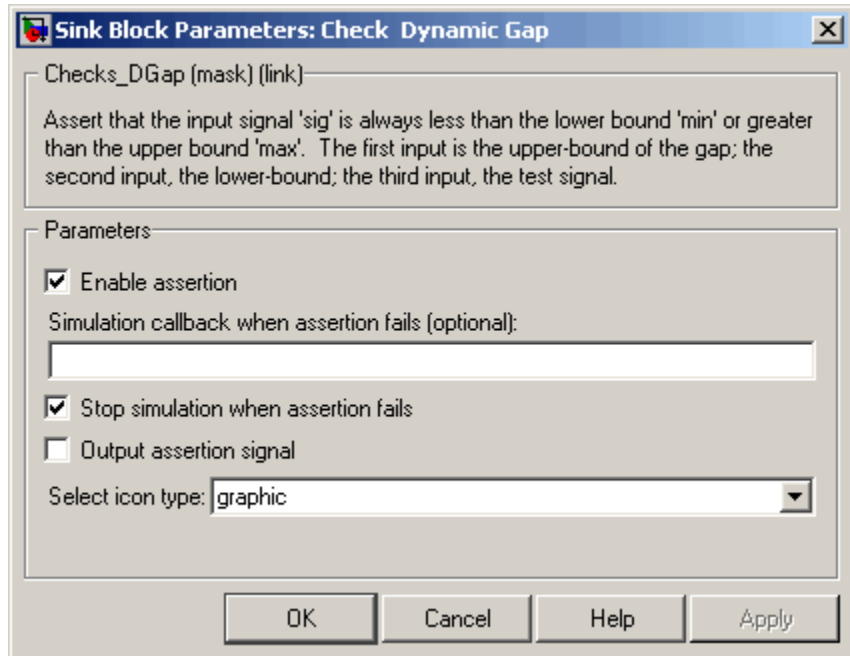 Sink Block Parameters: Check  Dynamic Gap
Checks_DGap (mask) (link)
Assert that the input signal 'sig' is always less than the lower bound 'min' or greater
than the upper bound 'max'.  The first input is the upper-bound of the gap; the
second input, the lower-bound; the third input, the test signal.
Parameters
Enable assertion
Simulation callback when assertion fails (optional):
Stop simulation when assertion fails
Output assertion signal
Select icon type: graphic
OK Cancel Help Apply